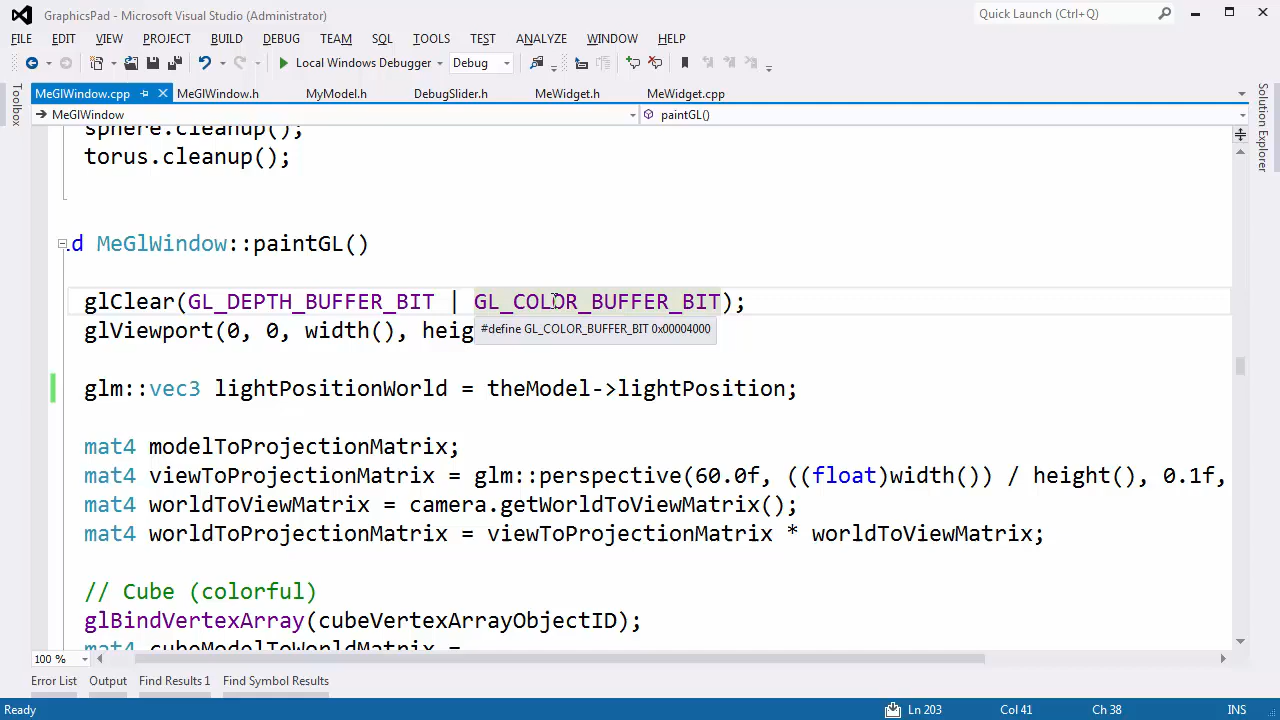 GraphicsPad - Microsoft Visual Studio (Administrator)
Quick Launch (Ctrl+Q)
FILE EDIT VIEW PROJECT BUILD DEBUG TEAM SQL TOOLS TEST ANALYZE WINDOW HELP
Local Windows Debugger Debug
MeGlWindow.cpp MeGlWindow.h MyModel.h DebugSlider.h MeWidget.h MeWidget.cpp
MeGlWindow paintGL()
Toolbox
Solution Explorer
sphere.cleanup();
torus.cleanup();
d MeGlWindow::paintGL()
glClear(GL_DEPTH_BUFFER_BIT | GL_COLOR_BUFFER_BIT);
glViewport(0, 0, width(), heig
#define GL_COLOR_BUFFER_BIT 0x00004000
glm::vec3 lightPositionWorld = theModel->lightPosition;
mat4 modelToProjectionMatrix;
mat4 viewToProjectionMatrix = glm::perspective(60.0f, ((float)width()) / height(), 0.1f,
mat4 worldToViewMatrix = camera.getWorldToViewMatrix();
mat4 worldToProjectionMatrix = viewToProjectionMatrix * worldToViewMatrix;
// Cube (colorful)
glBindVertexArray(cubeVertexArrayObjectID);
mat4 cubeModelToWorldMatrix =
100 %
Error List Output Find Results 1 Find Symbol Results
Ready Ln 203 Col 41 Ch 38 INS